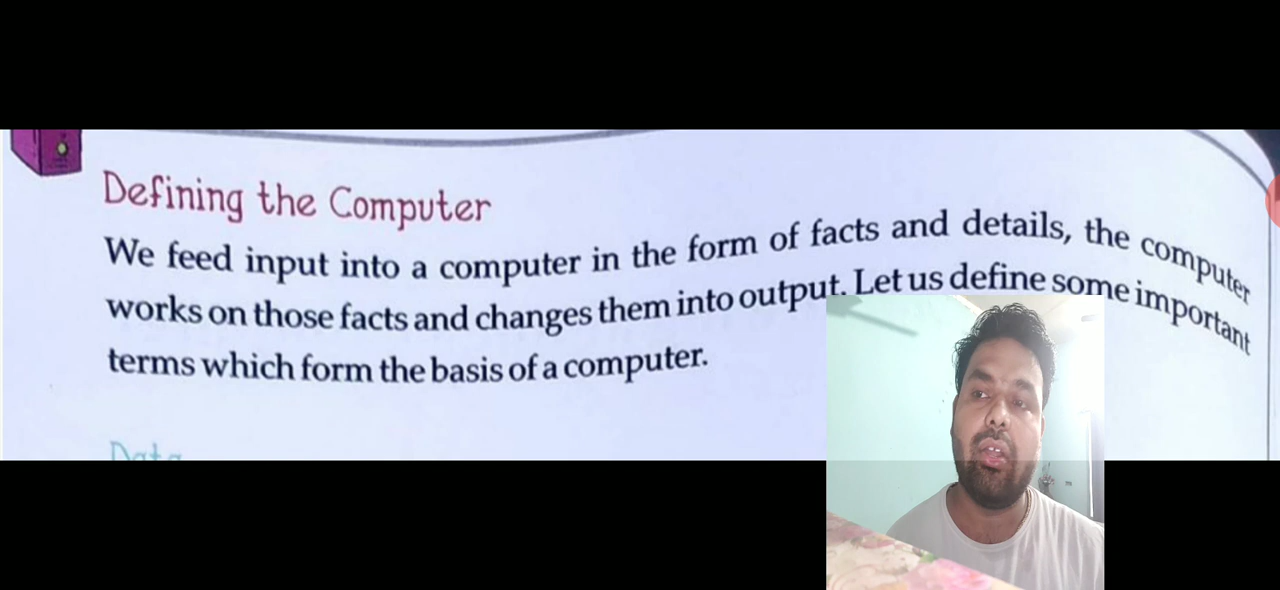 Defining the Computer
We feed input into a computer in the form of facts and details, the computer
works on those facts and changes them into output. Let us define some important
terms which form the basis of a computer.
Data